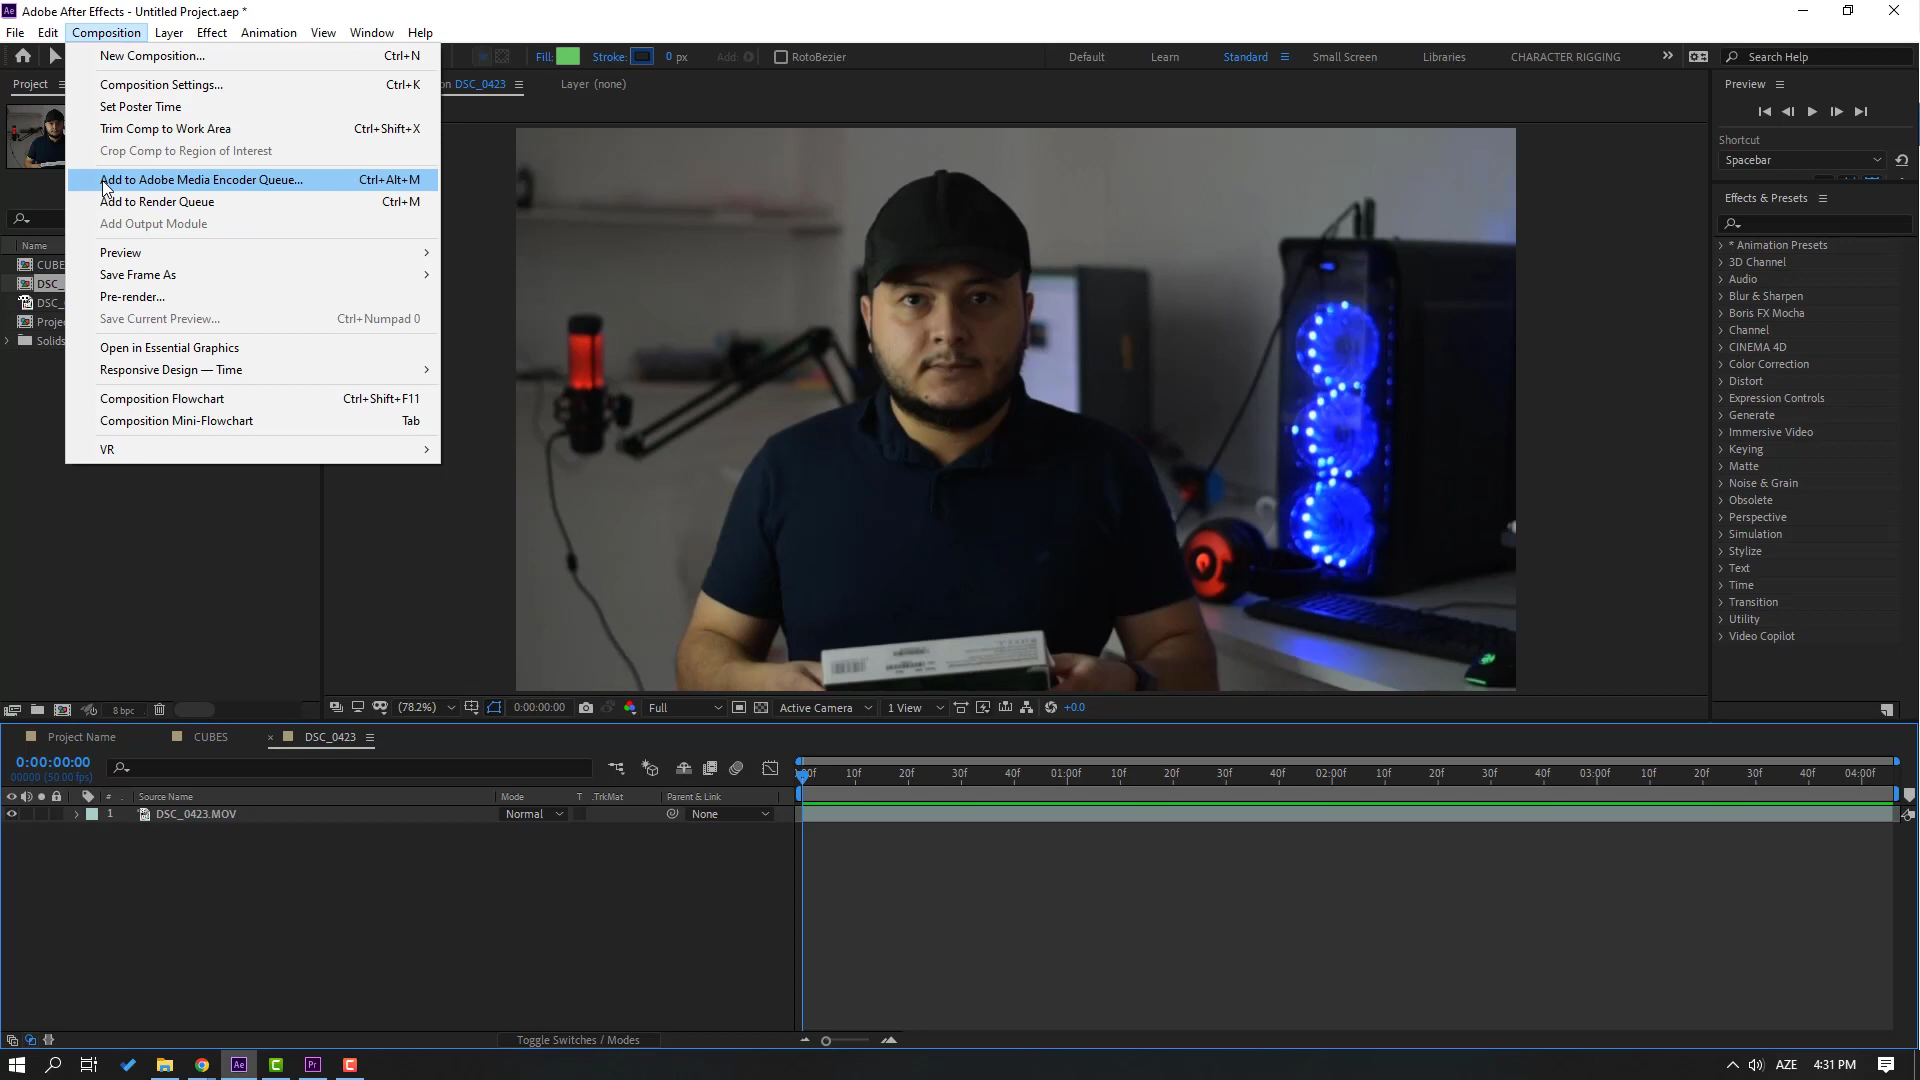 Ae Adobe After Effects - Untitled Project.aep *
File Edit Composition Layer Effect Animation Window View Help
New Composition... Ctrl+N
Composition Settings... Ctrl+K
Set Poster Time
Trim Comp to Work Area Ctrl+Shift+X
Crop Comp to Region of Interest
Add to Adobe Media Encoder Queue... Ctrl+Alt+M
Add to Render Queue Ctrl+M
Add Output Module
Preview
Save Frame As
Pre-render...
Save Current Preview... Ctrl+Numpad 0
Open in Essential Graphics
Responsive Design — Time
Composition Flowchart Ctrl+Shift+F11
Composition Mini-Flowchart Tab
VR
Fill: Stroke: 0 px Add: RotoBezier Default Learn Standard Small Screen Libraries CHARACTER RIGGING Search Help
Project
on DSC_0423 Layer (none)
Name
CUBE
DSC_
DSC_
Projec
Solids
8 bpc
(78.2%) 0:00:00:00 Full Active Camera 1 View +0.0
Preview
Shortcut
Spacebar
Effects & Presets
* Animation Presets
3D Channel
Audio
Blur & Sharpen
Boris FX Mocha
Channel
CINEMA 4D
Color Correction
Distort
Expression Controls
Generate
Immersive Video
Keying
Matte
Noise & Grain
Obsolete
Perspective
Simulation
Stylize
Text
Time
Transition
Utility
Video Copilot
Project Name CUBES × DSC_0423
0:00:00:00
00000 (50.00 fps)
:00f 10f 20f 30f 40f 01:00f 10f 20f 30f 40f 02:00f 10f 20f 30f 40f 03:00f 10f 20f 30f 40f 04:00f
# . Source Name Mode T .TrkMat Parent & Link
1 DSC_0423.MOV Normal None
Toggle Switches / Modes
Ae C Pr C AZE 4:31 PM